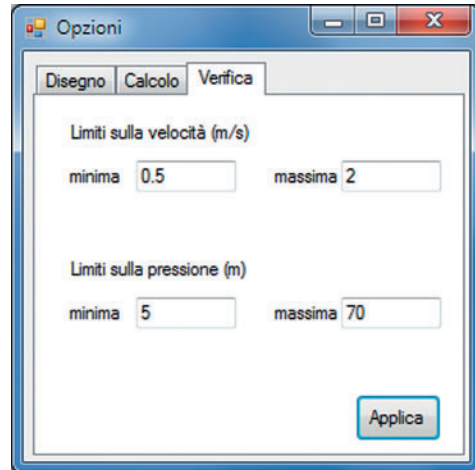 Opzioni
Disegno Calcolo Verifica
Limiti sulla velocità (m/s)
minima 0.5 massima 2
Limiti sulla pressione (m)
minima 5 massima 70
Applica